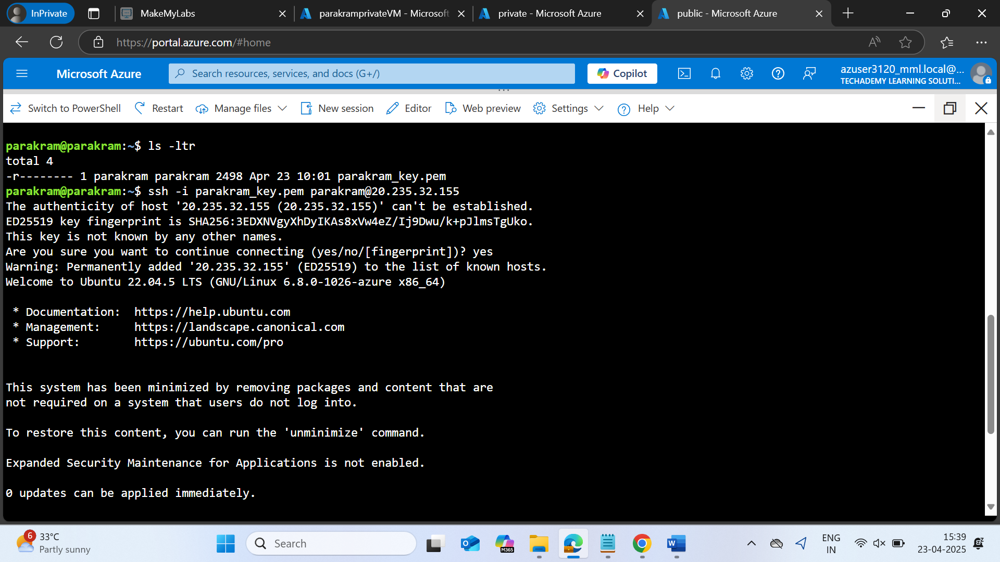 InPrivate
MakeMyLabs
parakramprivateVM - Microsoft
private - Microsoft Azure
public - Microsoft Azure
https://portal.azure.com/#home
Microsoft Azure
Search resources, services, and docs (G+/)
Copilot
azuser3120_mml.local@...
TECHADEMY LEARNING SOLUTI...
Switch to PowerShell
Restart
Manage files
New session
Editor
Web preview
Settings
Help
parakram@parakram:~$ ls -ltr
total 4
-r-------- 1 parakram parakram 2498 Apr 23 10:01 parakram_key.pem
parakram@parakram:~$ ssh -i parakram_key.pem parakram@20.235.32.155
The authenticity of host '20.235.32.155 (20.235.32.155)' can't be established.
ED25519 key fingerprint is SHA256:3EDXNVgyXhDyIKAs8xVw4eZ/Ij9Dwu/k+pJlmsTgUko.
This key is not known by any other names.
Are you sure you want to continue connecting (yes/no/[fingerprint])? yes
Warning: Permanently added '20.235.32.155' (ED25519) to the list of known hosts.
Welcome to Ubuntu 22.04.5 LTS (GNU/Linux 6.8.0-1026-azure x86_64)
* Documentation:  https://help.ubuntu.com
* Management:     https://landscape.canonical.com
* Support:        https://ubuntu.com/pro
This system has been minimized by removing packages and content that are
not required on a system that users do not log into.
To restore this content, you can run the 'unminimize' command.
Expanded Security Maintenance for Applications is not enabled.
0 updates can be applied immediately.
6
33°C
Partly sunny
Search
M365
ENG
IN
15:39
23-04-2025